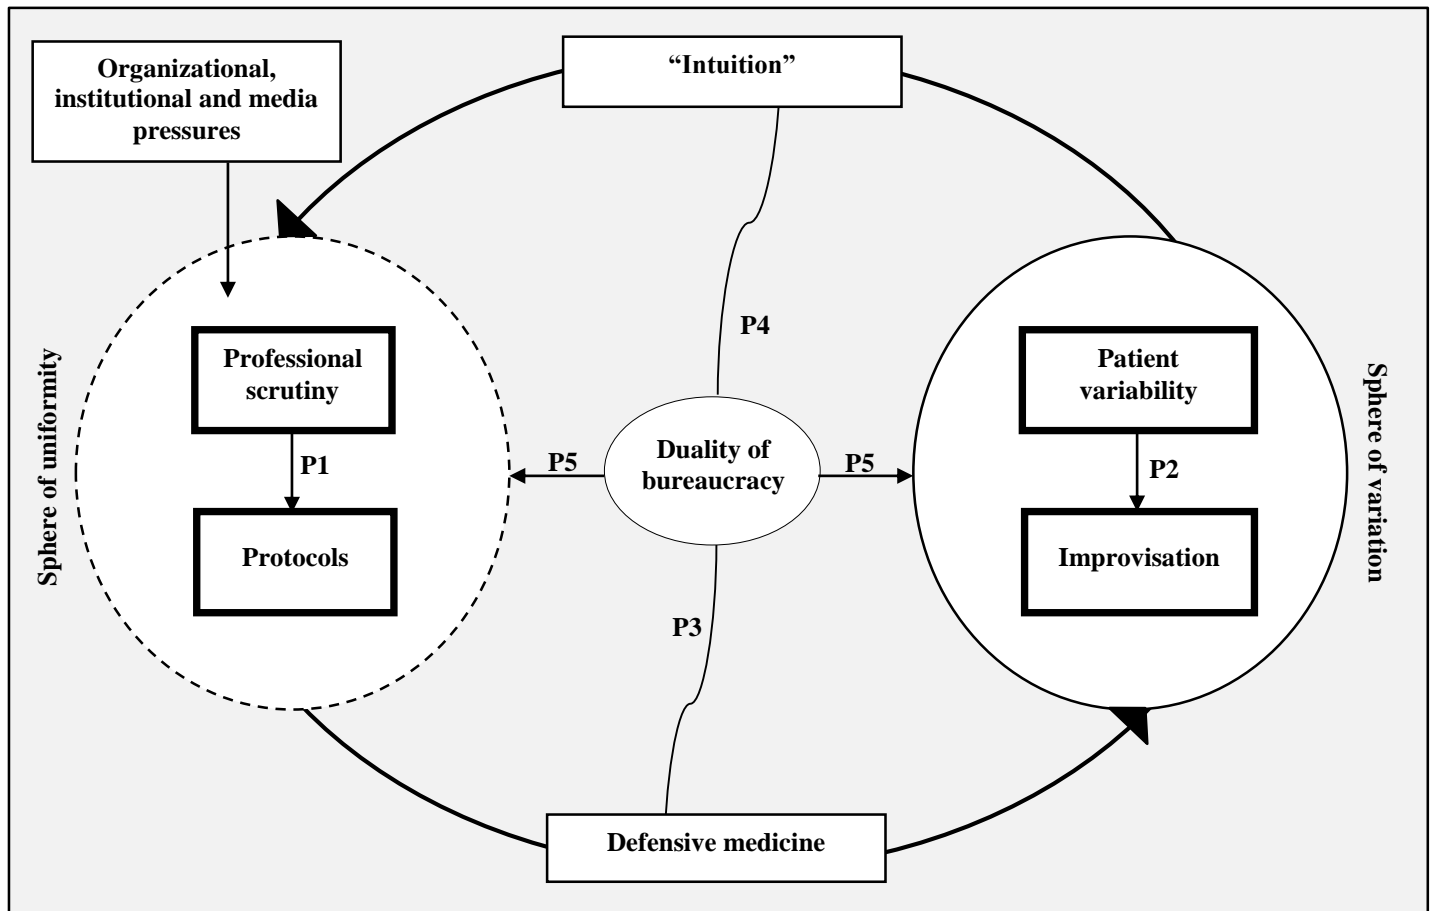 Organizational,
institutional and media
pressures
“Intuition”
P4
Sphere of uniformity
Professional
scrutiny
P1
Protocols
P5
Duality of
bureaucracy
P5
Patient
variability
P2
Improvisation
Sphere of variation
P3
Defensive medicine